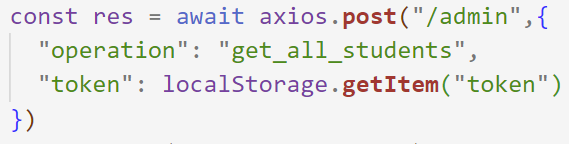 const res = await axios.post("/admin",{
"operation": "get_all_students",
"token": localStorage.getItem("token")
})